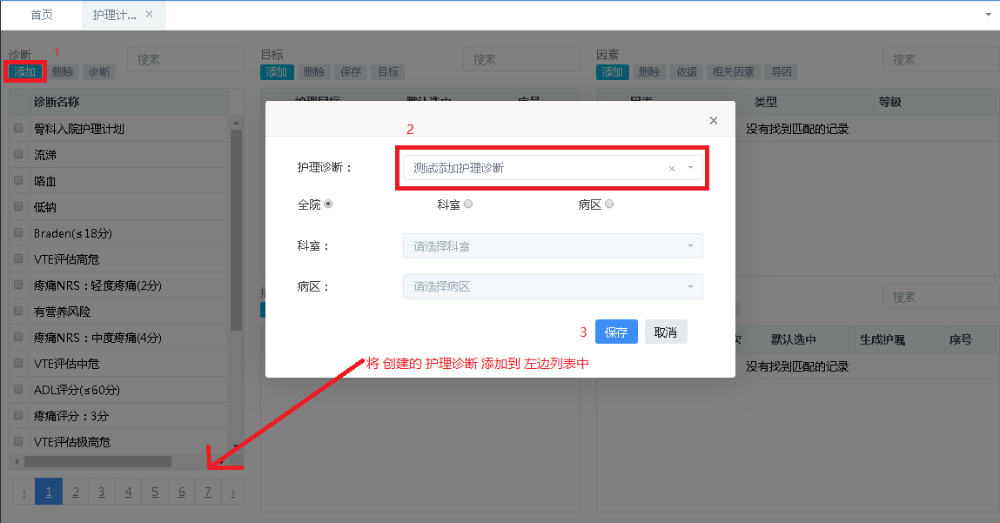 首页
护理计... ×
诊断
1
添加 删除 诊断
搜索
目标
添加 删除 保存 目标
搜索
因素
添加 删除 依据 相关因素 导因
搜索
诊断名称
骨科入院护理计划
流涕
咯血
低钠
Braden(≤18分)
VTE评估高危
疼痛NRS：轻度疼痛(2分)
有营养风险
疼痛NRS：中度疼痛(4分)
VTE评估中危
ADL评分(≤60分)
疼痛评分：3分
VTE评估极高危
‹ 1 2 3 4 5 6 7 ›
护理目标 默认选中 序号
因素 类型 等级
没有找到匹配的记录
×
2
护理诊断： 测试添加护理诊断 ×
全院 科室 病区
科室： 请选择科室
病区： 请选择病区
3 保存 取消
将 创建的 护理诊断 添加到 左边列表中
搜索
次 默认选中 生成护嘱 序号
没有找到匹配的记录